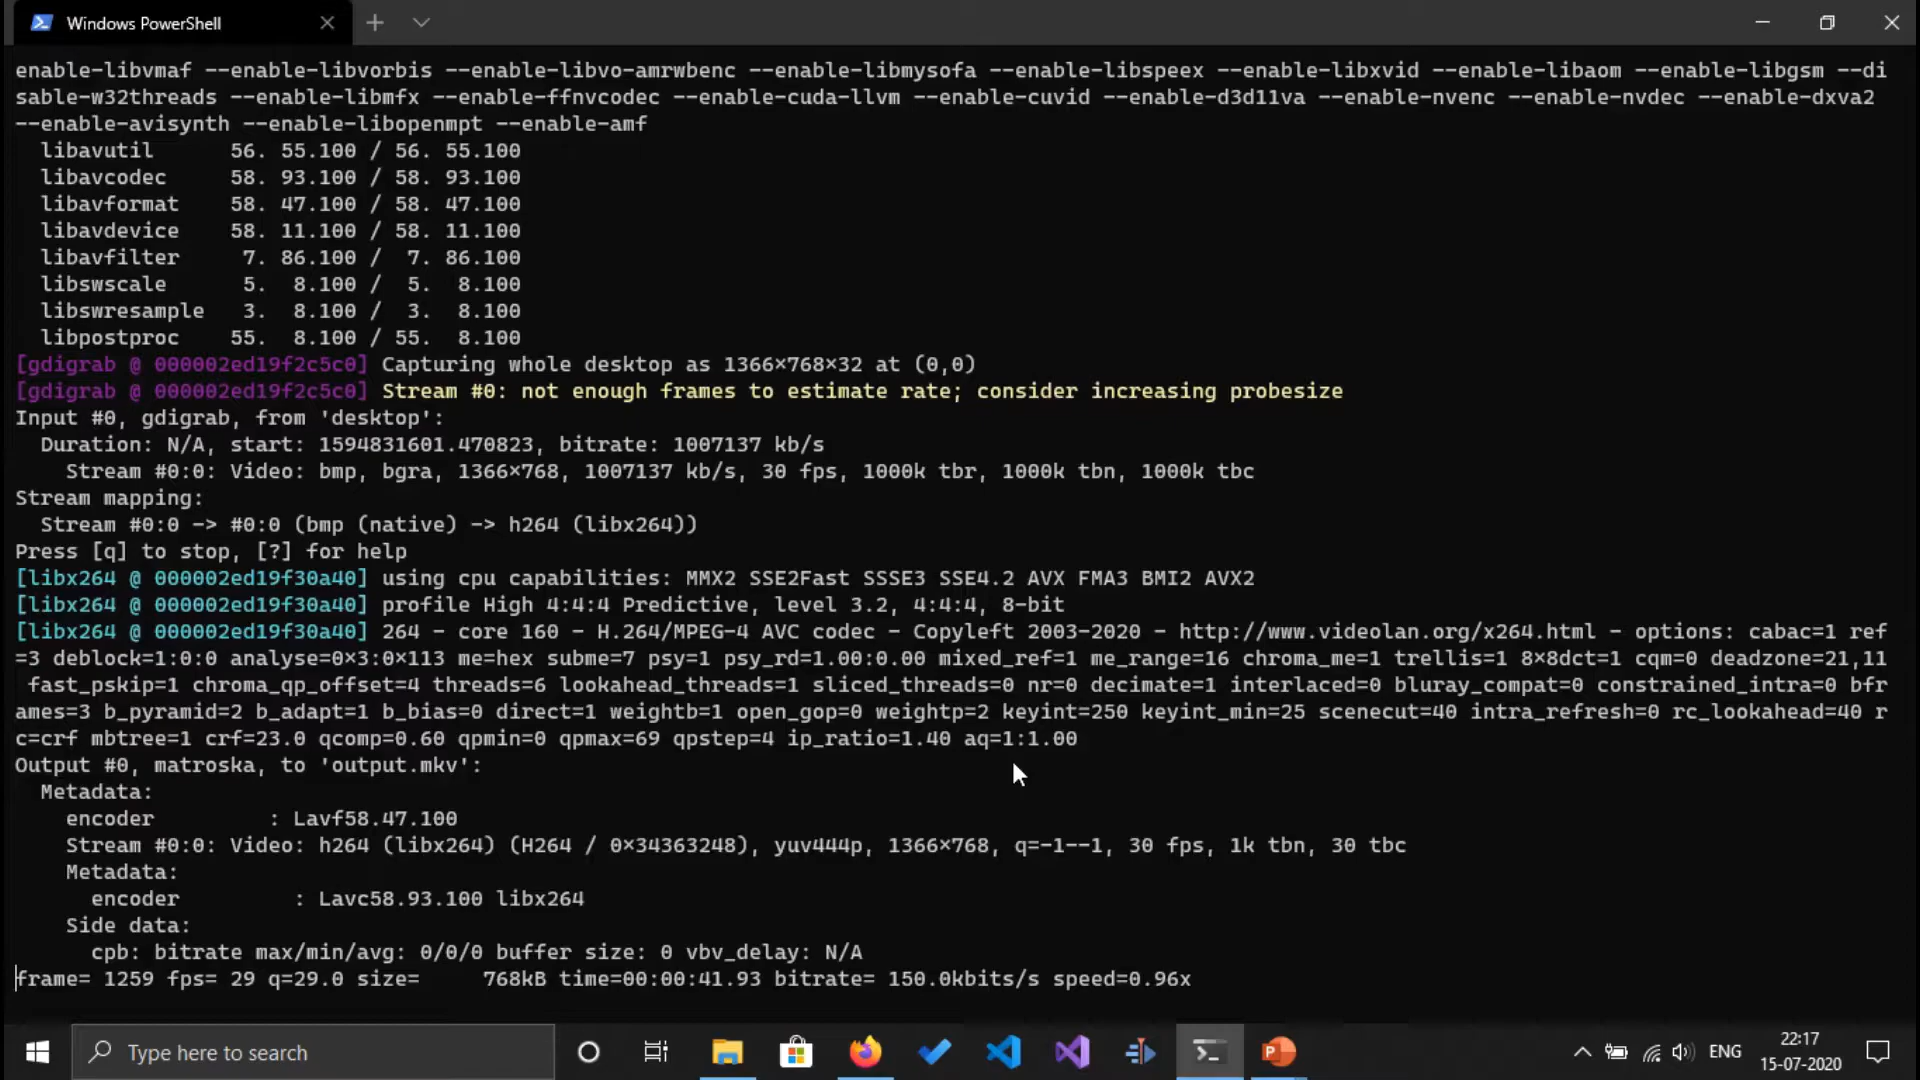 Windows PowerShell
enable-libvmaf --enable-libvorbis --enable-libvo-amrwbenc --enable-libmysofa --enable-libspeex --enable-libxvid --enable-libaom --enable-libgsm --di
sable-w32threads --enable-libmfx --enable-ffnvcodec --enable-cuda-llvm --enable-cuvid --enable-d3d11va --enable-nvenc --enable-nvdec --enable-dxva2
--enable-avisynth --enable-libopenmpt --enable-amf
libavutil 56. 55.100 / 56. 55.100
libavcodec 58. 93.100 / 58. 93.100
libavformat 58. 47.100 / 58. 47.100
libavdevice 58. 11.100 / 58. 11.100
libavfilter 7. 86.100 / 7. 86.100
libswscale 5. 8.100 / 5. 8.100
libswresample 3. 8.100 / 3. 8.100
libpostproc 55. 8.100 / 55. 8.100
[gdigrab @ 000002ed19f2c5c0] Capturing whole desktop as 1366×768×32 at (0,0)
[gdigrab @ 000002ed19f2c5c0] Stream #0: not enough frames to estimate rate; consider increasing probesize
Input #0, gdigrab, from 'desktop':
Duration: N/A, start: 1594831601.470823, bitrate: 1007137 kb/s
Stream #0:0: Video: bmp, bgra, 1366×768, 1007137 kb/s, 30 fps, 1000k tbr, 1000k tbn, 1000k tbc
Stream mapping:
Stream #0:0 -> #0:0 (bmp (native) -> h264 (libx264))
Press [q] to stop, [?] for help
[libx264 @ 000002ed19f30a40] using cpu capabilities: MMX2 SSE2Fast SSSE3 SSE4.2 AVX FMA3 BMI2 AVX2
[libx264 @ 000002ed19f30a40] profile High 4:4:4 Predictive, level 3.2, 4:4:4, 8-bit
[libx264 @ 000002ed19f30a40] 264 - core 160 - H.264/MPEG-4 AVC codec - Copyleft 2003-2020 - http://www.videolan.org/x264.html - options: cabac=1 ref
=3 deblock=1:0:0 analyse=0×3:0×113 me=hex subme=7 psy=1 psy_rd=1.00:0.00 mixed_ref=1 me_range=16 chroma_me=1 trellis=1 8×8dct=1 cqm=0 deadzone=21,11
fast_pskip=1 chroma_qp_offset=4 threads=6 lookahead_threads=1 sliced_threads=0 nr=0 decimate=1 interlaced=0 bluray_compat=0 constrained_intra=0 bfr
ames=3 b_pyramid=2 b_adapt=1 b_bias=0 direct=1 weightb=1 open_gop=0 weightp=2 keyint=250 keyint_min=25 scenecut=40 intra_refresh=0 rc_lookahead=40 r
c=crf mbtree=1 crf=23.0 qcomp=0.60 qpmin=0 qpmax=69 qpstep=4 ip_ratio=1.40 aq=1:1.00
Output #0, matroska, to 'output.mkv':
Metadata:
encoder : Lavf58.47.100
Stream #0:0: Video: h264 (libx264) (H264 / 0×34363248), yuv444p, 1366×768, q=-1--1, 30 fps, 1k tbn, 30 tbc
Metadata:
encoder : Lavc58.93.100 libx264
Side data:
cpb: bitrate max/min/avg: 0/0/0 buffer size: 0 vbv_delay: N/A
frame= 1259 fps= 29 q=29.0 size= 768kB time=00:00:41.93 bitrate= 150.0kbits/s speed=0.96x
Type here to search
ENG
22:17
15-07-2020